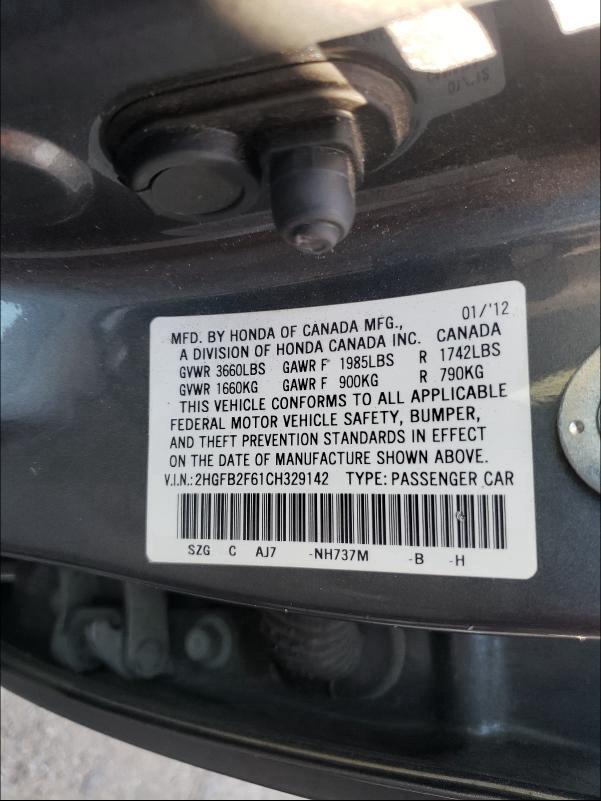 01/'12
MFD. BY HONDA OF CANADA MFG.,
A DIVISION OF HONDA CANADA INC. CANADA
GVWR 3660LBS GAWR F 1985LBS R 1742LBS
GVWR 1660KG GAWR F 900KG R 790KG
THIS VEHICLE CONFORMS TO ALL APPLICABLE
FEDERAL MOTOR VEHICLE SAFETY, BUMPER,
AND THEFT PREVENTION STANDARDS IN EFFECT
ON THE DATE OF MANUFACTURE SHOWN ABOVE.
V.I.N.: 2HGFB2F61CH329142 TYPE: PASSENGER CAR
SZG C AJ7 -NH737M -B -H